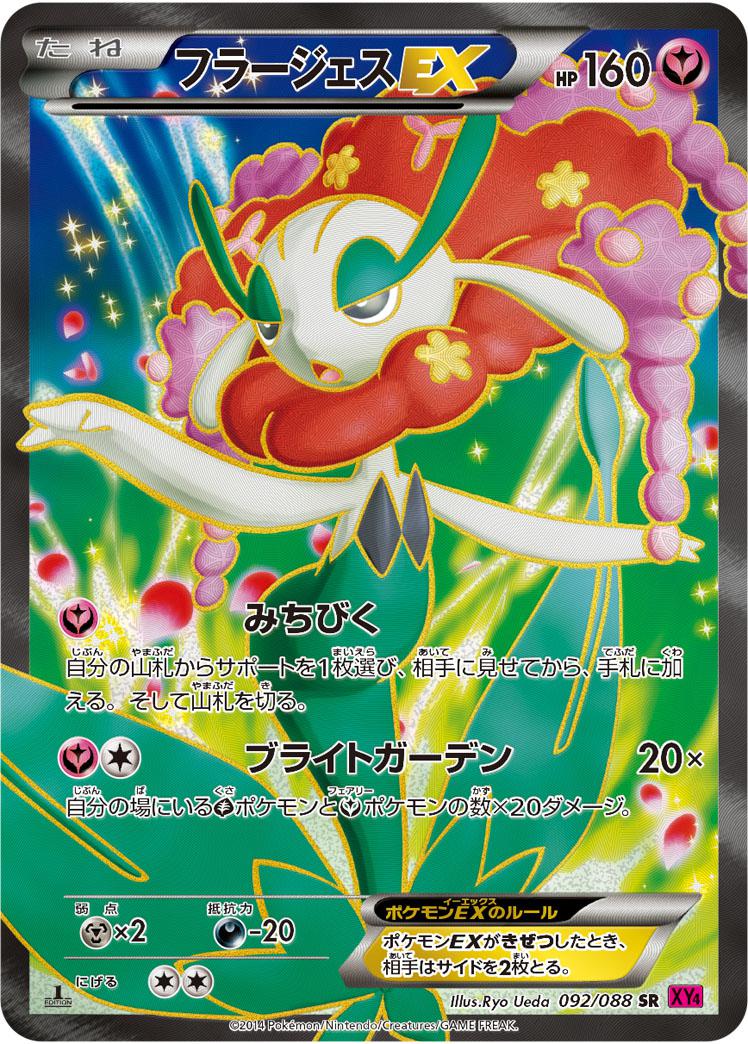 たね
フラージェスEX
HP160
みちびく
自分の山札からサポートを1枚選び、相手に見せてから、手札に加
える。そして山札を切る。
ブライトガーデン 20×
自分の場にいるポケモンとポケモンの数×20ダメージ。
弱点 抵抗力
×2 -20
にげる
ポケモンEXのルール
ポケモンEXがきぜつしたとき、
相手はサイドを2枚とる。
1 EDITION
Illus.Ryo Ueda 092/088 SR XY4
©2014 Pokémon/Nintendo/Creatures/GAME FREAK.